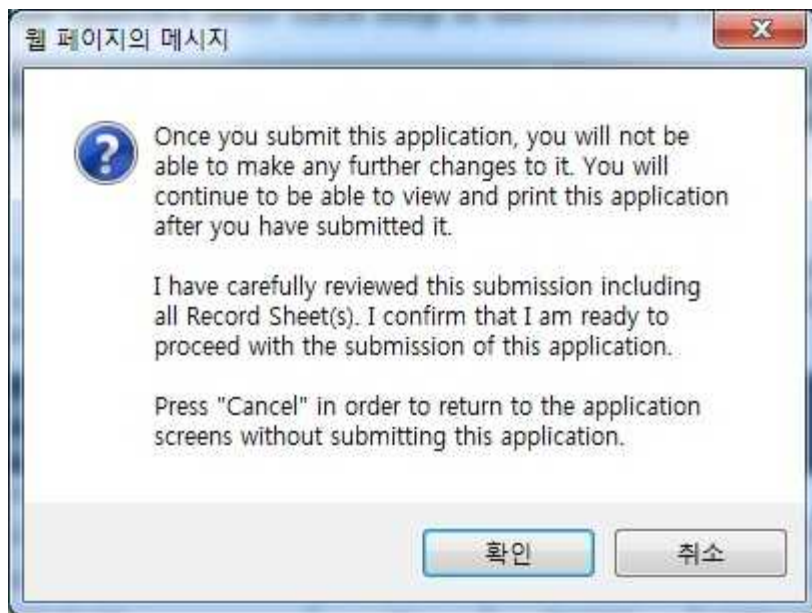 웹 페이지의 메시지
Once you submit this application, you will not be
able to make any further changes to it. You will
continue to be able to view and print this application
after you have submitted it.
I have carefully reviewed this submission including
all Record Sheet(s). I confirm that I am ready to
proceed with the submission of this application.
Press "Cancel" in order to return to the application
screens without submitting this application.
확인
취소